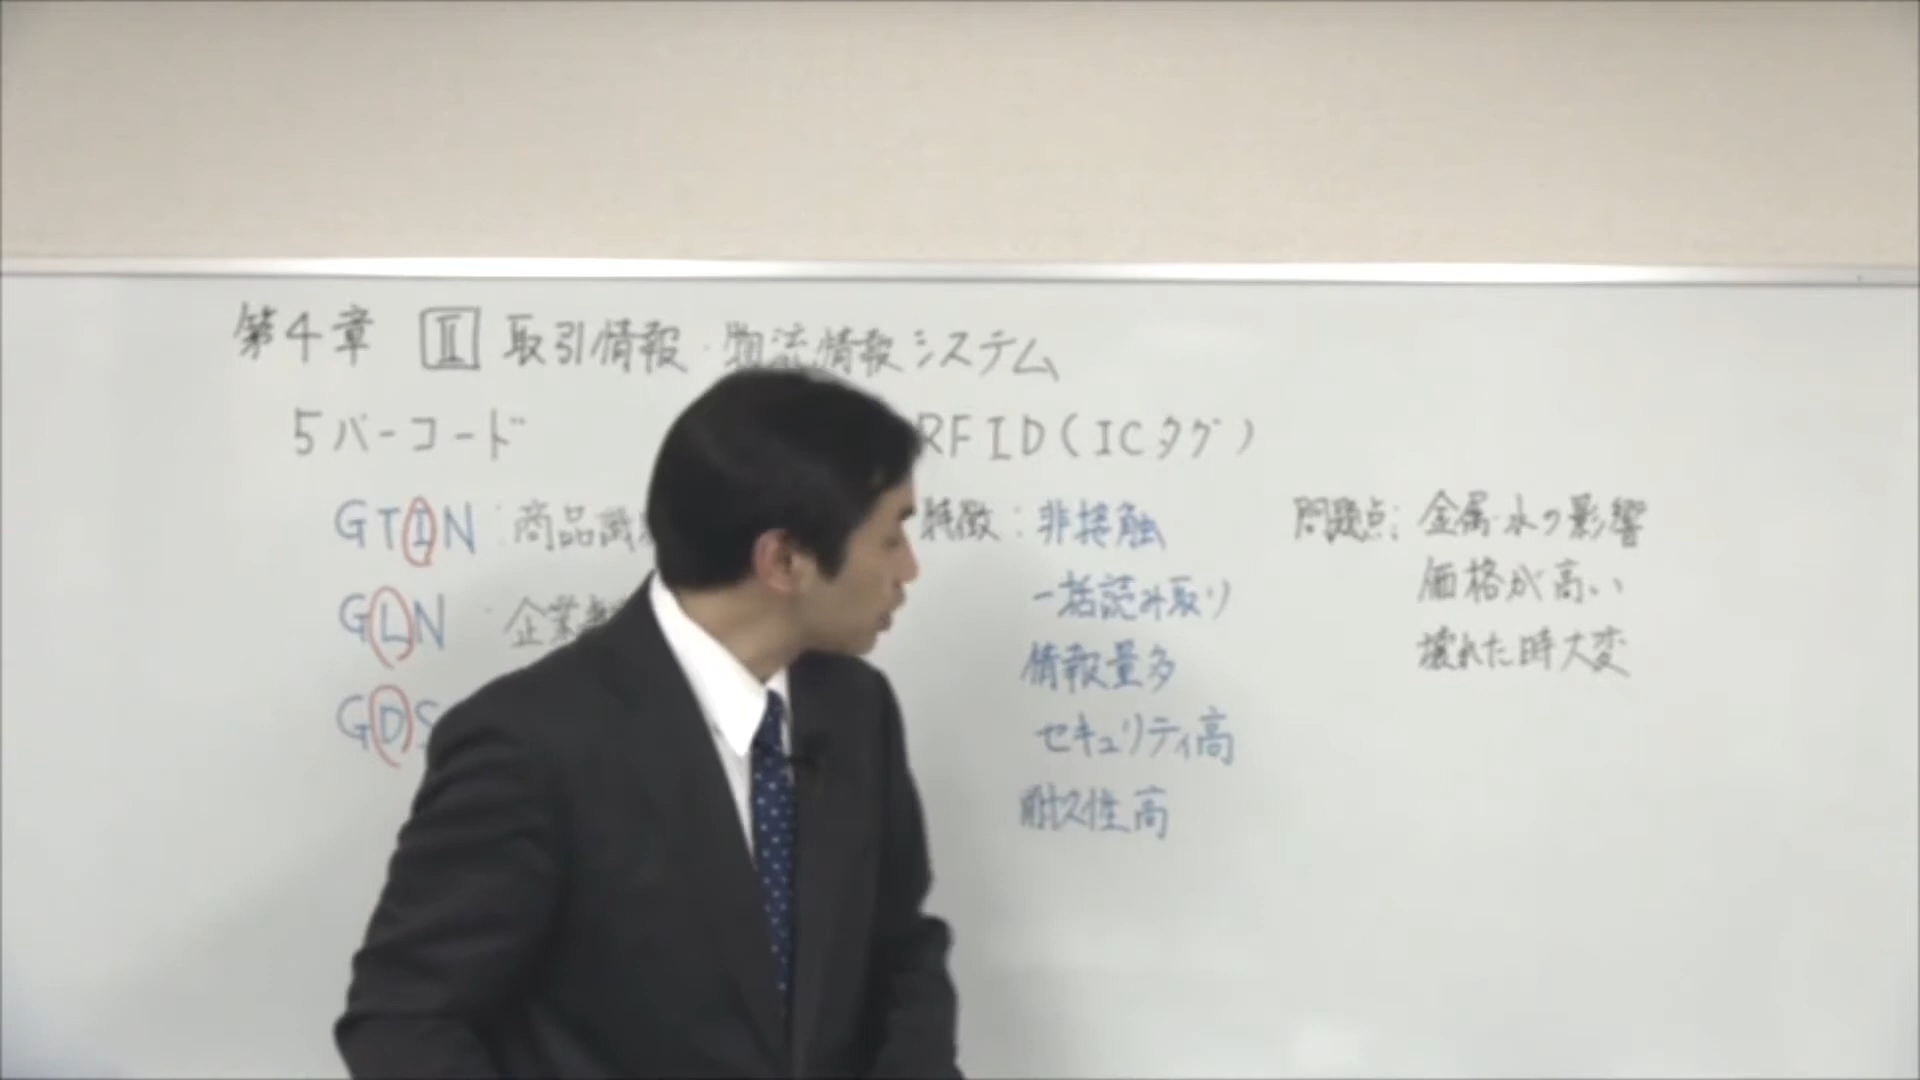 第4章 Ⅱ 取引情報・物流情報システム
5バーコード
GTIN:商品識
GLN:企業
GDS
RFID(ICタグ)
特徴:非接触
一括読み取り
情報量多
セキュリティ高
耐久性高
問題点:金属・水の影響
価格が高い
壊れた時大変